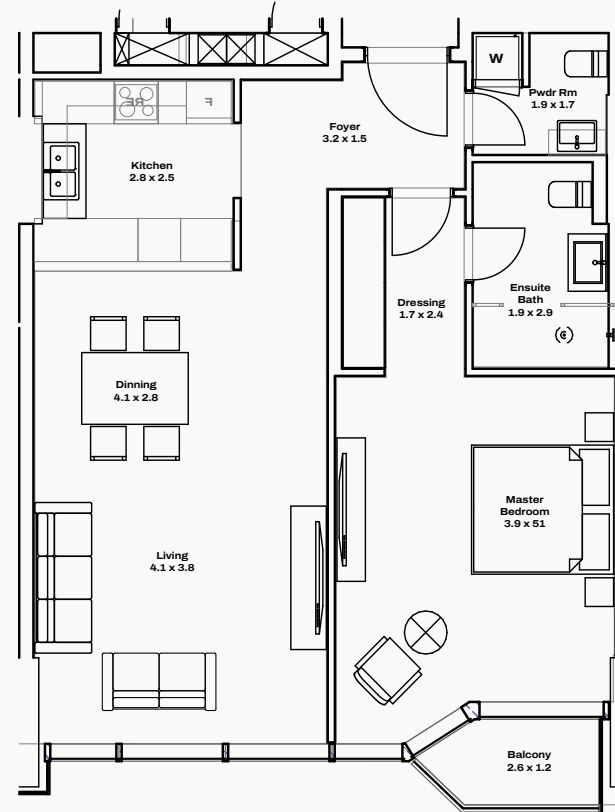 W
Pwdr Rm
1.9 x 1.7
RE
F
Foyer
3.2 x 1.5
Kitchen
2.8 x 2.5
Ensuite
Bath
1.9 x 2.9
Dressing
1.7 x 2.4
Dinning
4.1 x 2.8
Master
Bedroom
3.9 x 51
Living
4.1 x 3.8
Balcony
2.6 x 1.2